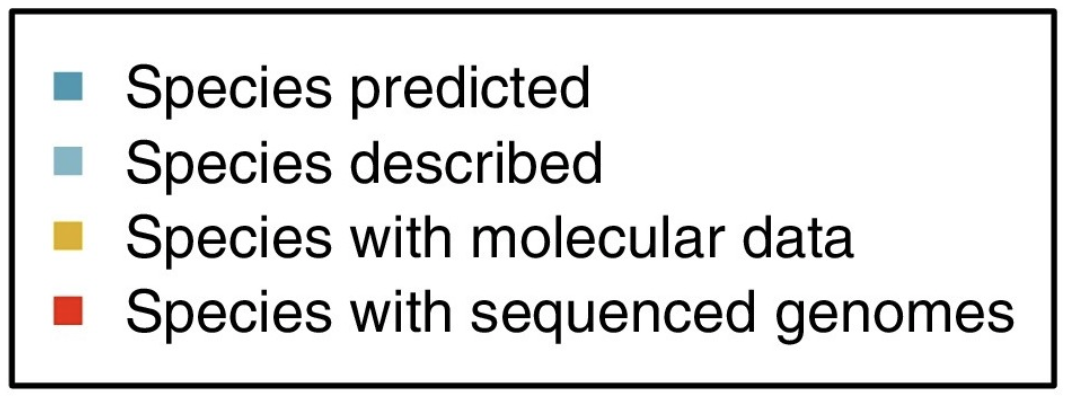 Species predicted
Species described
Species with molecular data
Species with sequenced genomes